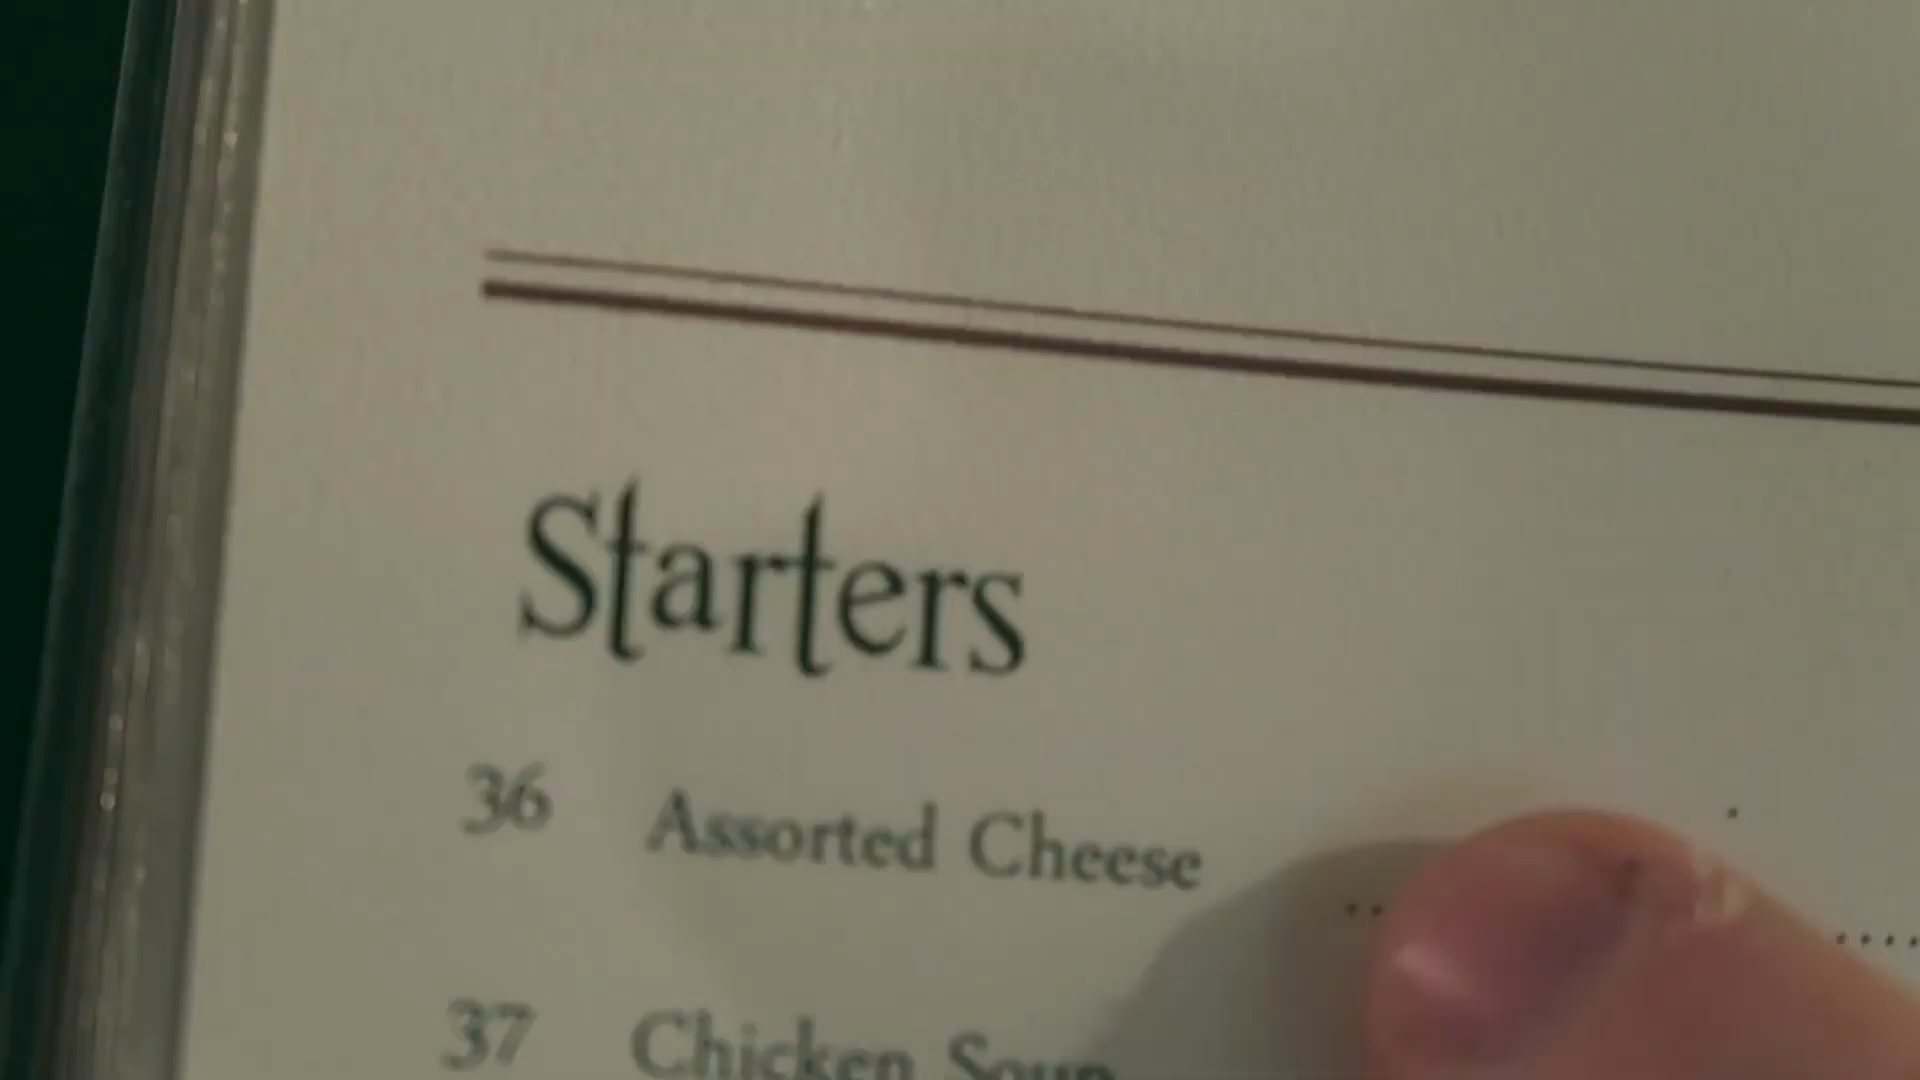 Starters
36 Assorted Cheese ..... ....
37 Chicken Soup